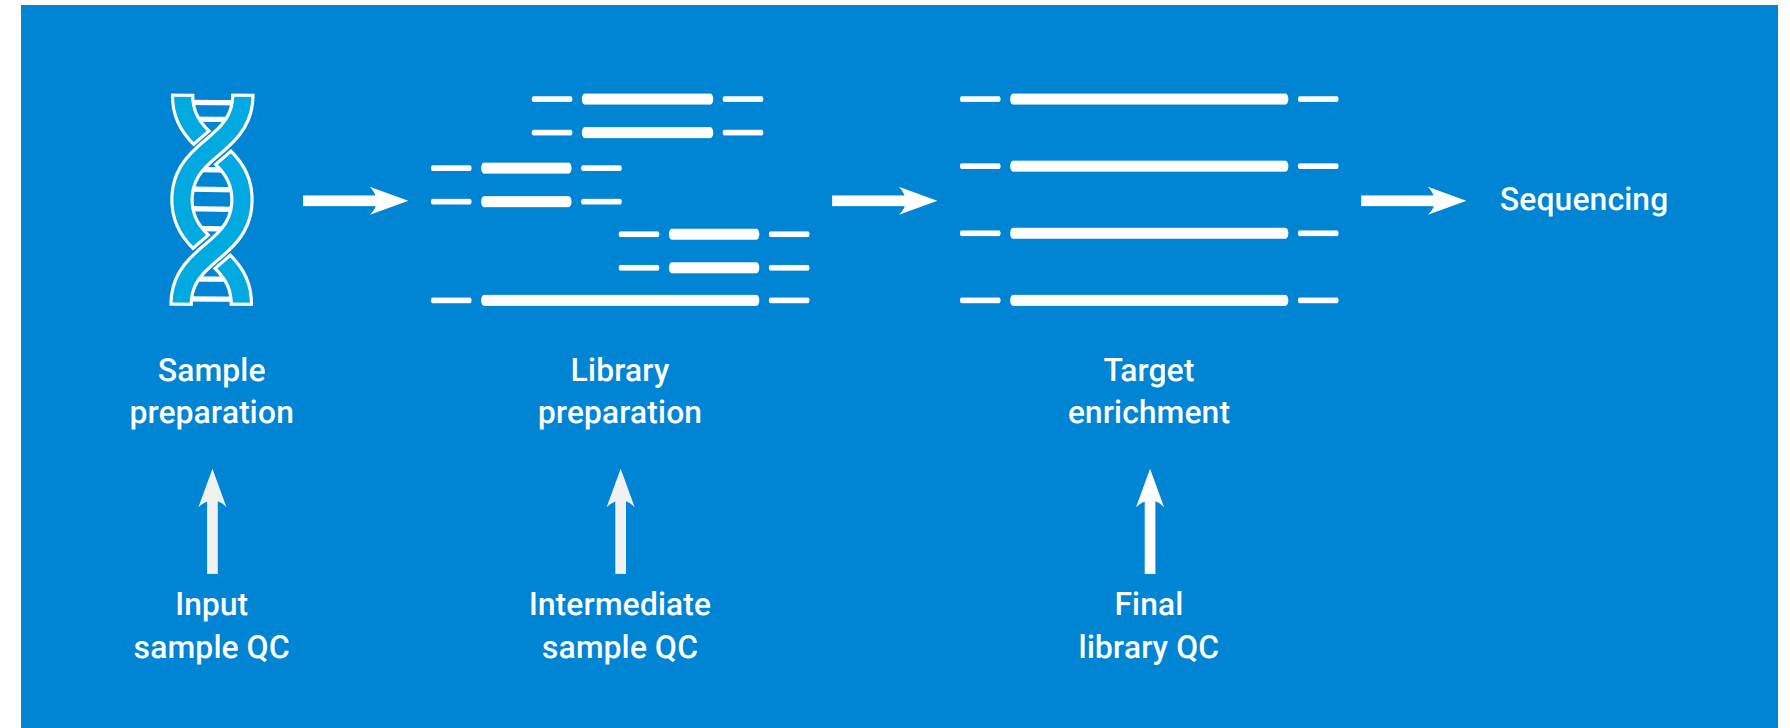 Sequencing
Sample
preparation
Library
preparation
Target
enrichment
Input
sample QC
Intermediate
sample QC
Final
library QC